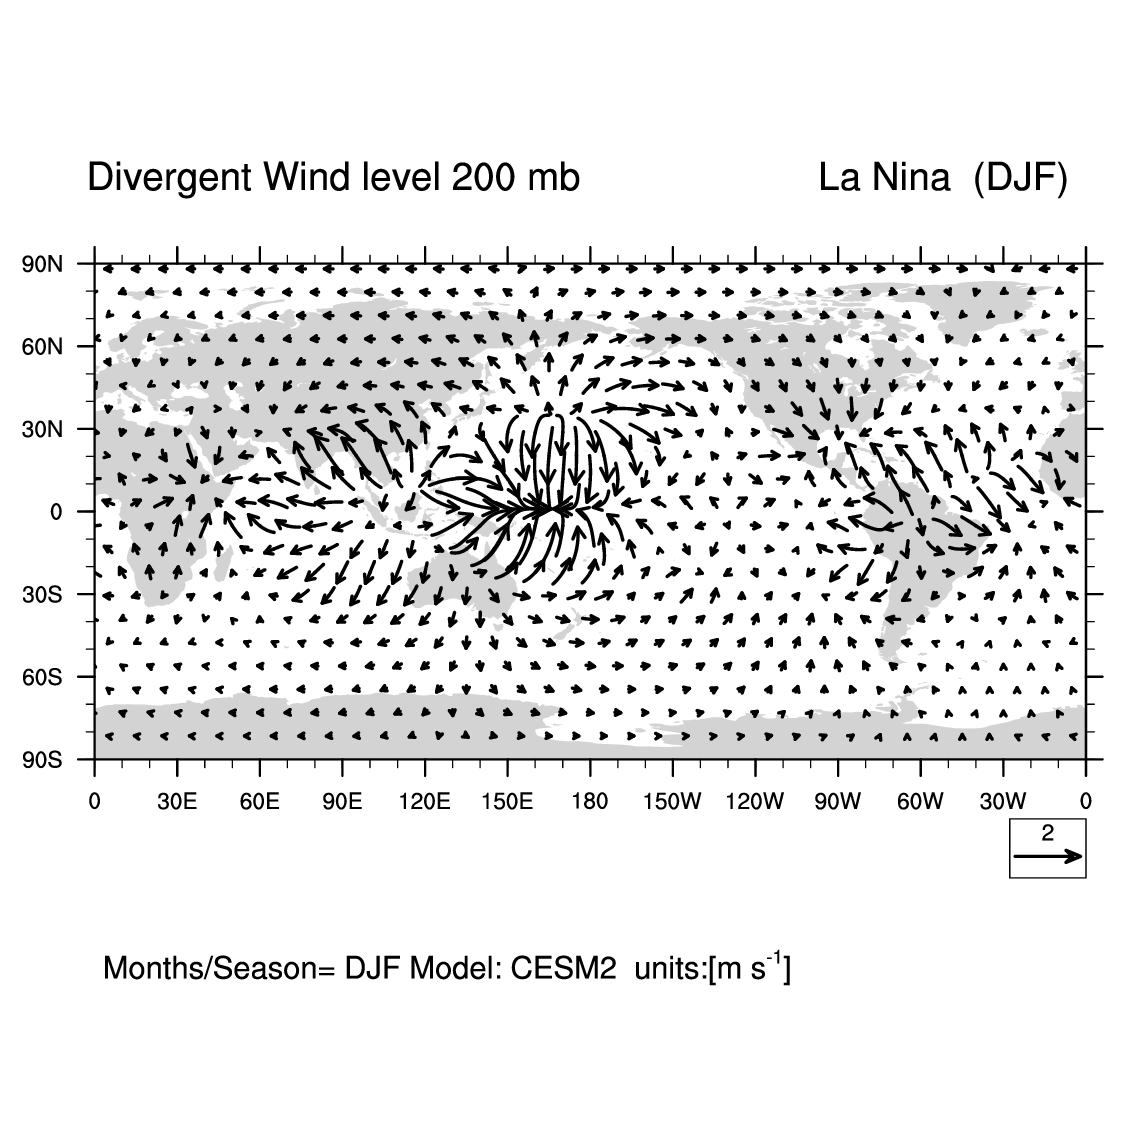 Divergent Wind level 200 mb La Nina (DJF)
90N
60N
30N
0
30S
60S
90S
0 30E 60E 90E 120E 150E 180 150W 120W 90W 60W 30W 0
2
Months/Season= DJF Model: CESM2 units:[m s-1]